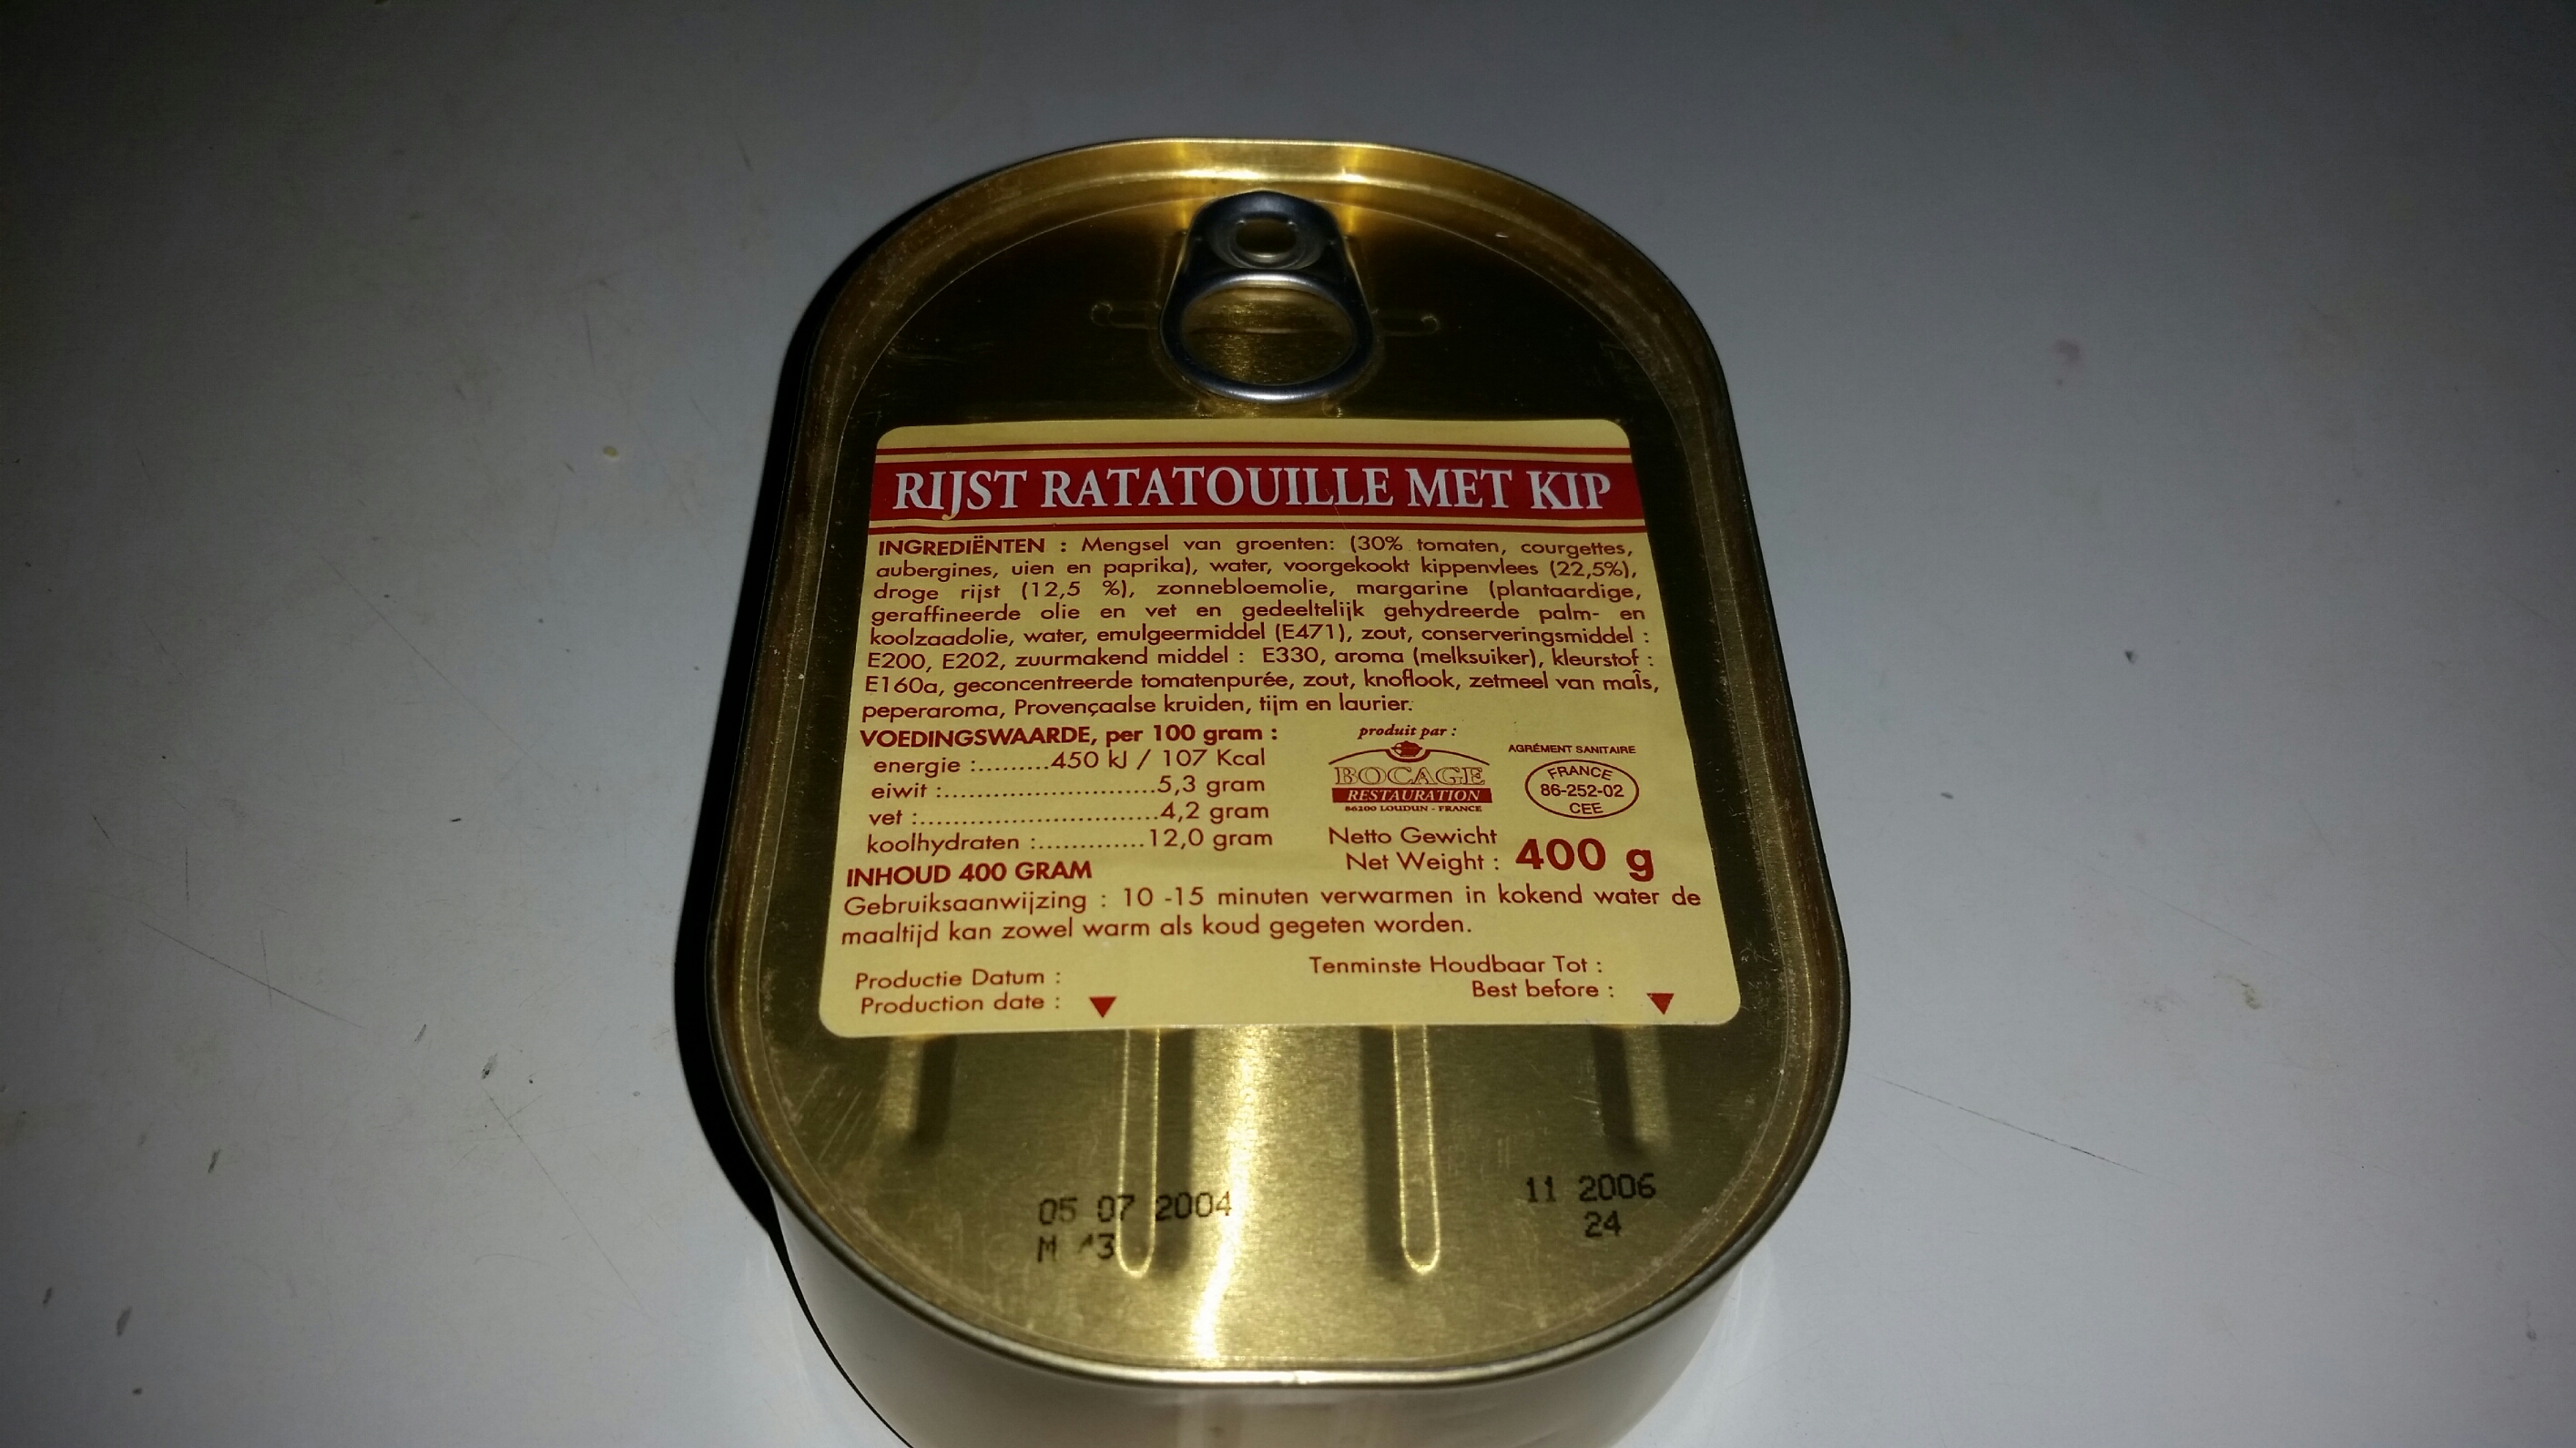 RIJST RATATOUILLE MET KIP
INGREDIËNTEN : Mengsel van groenten: (30% tomaten, courgettes,
aubergines, uien en paprika), water, voorgekookt kippenvlees (22,5%),
droge rijst (12,5 %), zonnebloemolie, margarine (plantaardige,
geraffineerde olie en vet en gedeeltelijk gehydreerde palm- en
koolzaadolie, water, emulgeermiddel (E471), zout, conserveringsmiddel :
E200, E202, zuurmakend middel : E330, aroma (melksuiker), kleurstof :
E160a, geconcentreerde tomatenpurée, zout, knoflook, zetmeel van maîs,
peperaroma, Provençaalse kruiden, tijm en laurier.
VOEDINGSWAARDE, per 100 gram :
energie :.........450 kJ / 107 Kcal
eiwit :...........................5,3 gram
vet :..............................4,2 gram
koolhydraten :.............12,0 gram
INHOUD 400 GRAM
produit par :
BOCAGE
RESTAURATION
86200 LOUDUN - FRANCE
AGRÉMENT SANITAIRE
FRANCE
86-252-02
CEE
Netto Gewicht
Net Weight : 400 g
Gebruiksaanwijzing : 10 -15 minuten verwarmen in kokend water de
maaltijd kan zowel warm als koud gegeten worden.
Productie Datum :
Production date :
Tenminste Houdbaar Tot :
Best before :
05 07 2004
M
11 2006
24